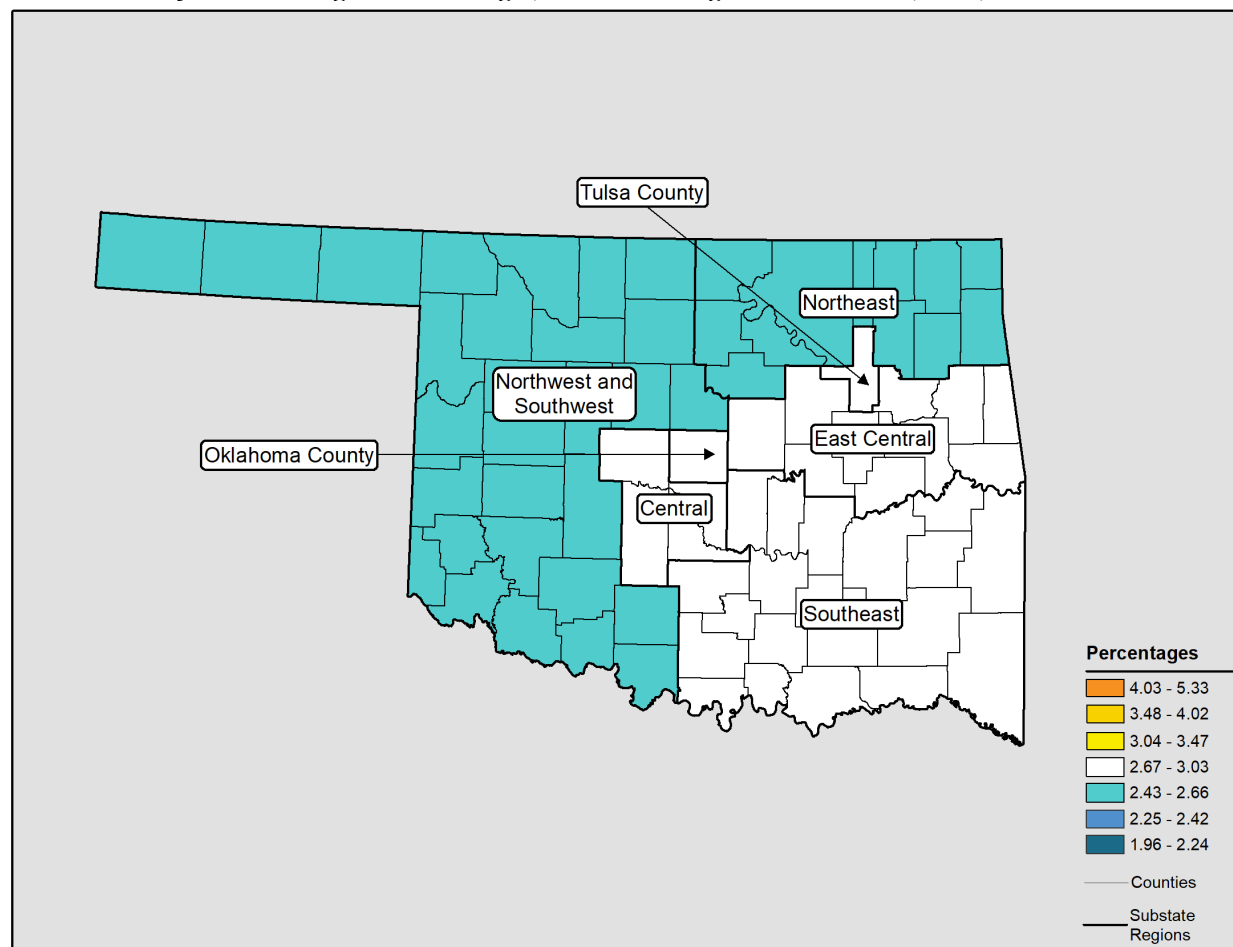 Tulsa County
Northeast
Northwest and
Southwest
East Central
Oklahoma County
Central
Southeast
Percentages
4.03 - 5.33
3.48 - 4.02
3.04 - 3.47
2.67 - 3.03
2.43 - 2.66
2.25 - 2.42
1.96 - 2.24
Counties
Substate
Regions